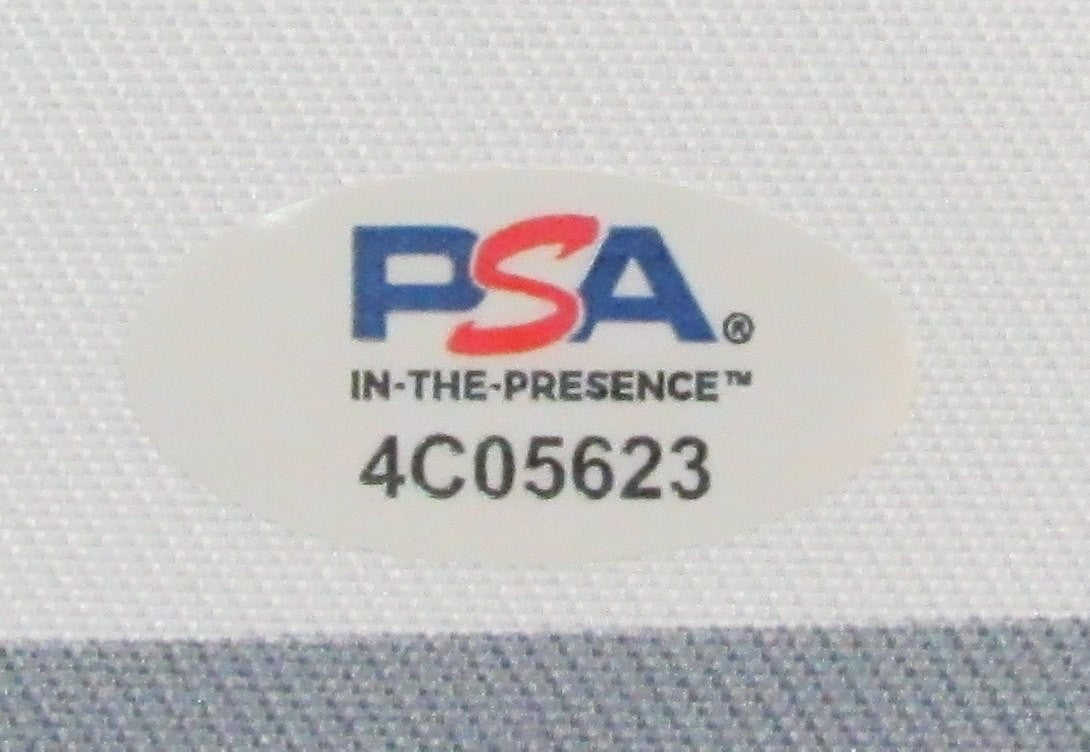 PSA®
IN-THE-PRESENCE™
4C05623